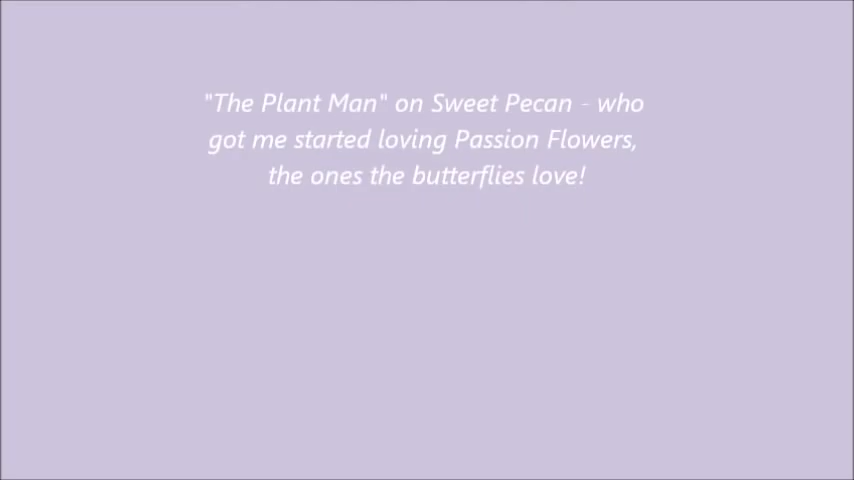 "The Plant Man" on Sweet Pecan - who
got me started loving Passion Flowers,
the ones the butterflies love!